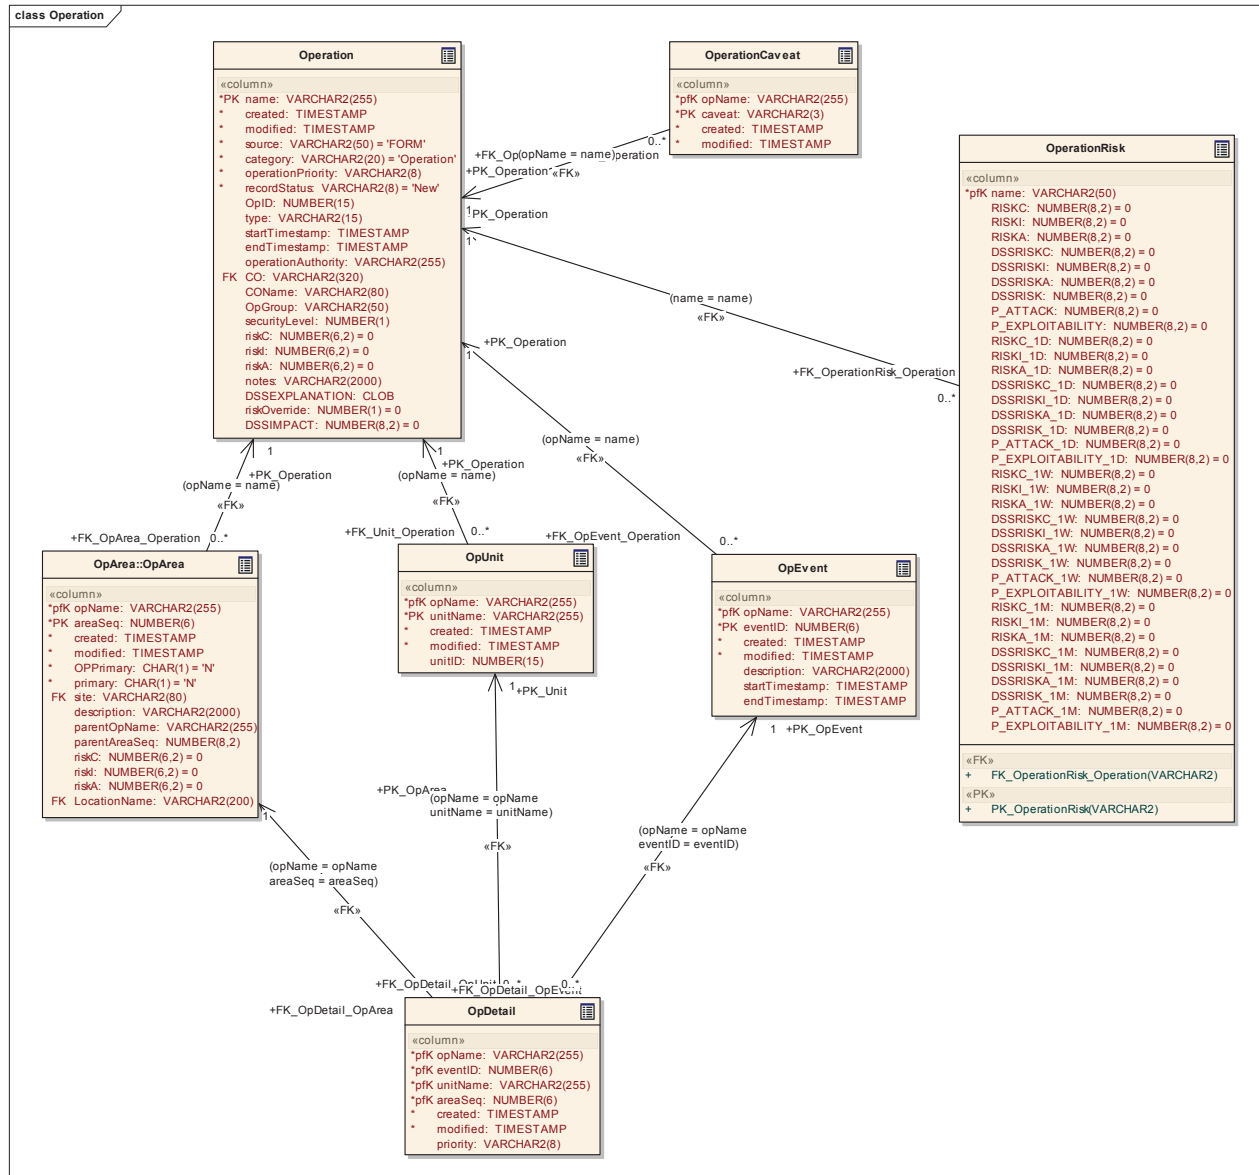 class Operation
Operation
«column»
*PK name: VARCHAR2(255)
* created: TIMESTAMP
* modified: TIMESTAMP
* source: VARCHAR2(50) = 'FORM'
* category: VARCHAR2(20) = 'Operation'
* operationPriority: VARCHAR2(8)
* recordStatus: VARCHAR2(8) = 'New'
OpID: NUMBER(15)
type: VARCHAR2(15)
startTimestamp: TIMESTAMP
endTimestamp: TIMESTAMP
operationAuthority: VARCHAR2(255)
FK CO: VARCHAR2(320)
COName: VARCHAR2(80)
OpGroup: VARCHAR2(50)
securityLevel: NUMBER(1)
riskC: NUMBER(6,2) = 0
riskI: NUMBER(6,2) = 0
riskA: NUMBER(6,2) = 0
notes: VARCHAR2(2000)
DSSEXPLANATION: CLOB
riskOverride: NUMBER(1) = 0
DSSIMPACT: NUMBER(8,2) = 0
OperationCaveat
«column»
*pfK opName: VARCHAR2(255)
*PK caveat: VARCHAR2(3)
* created: TIMESTAMP
* modified: TIMESTAMP
0..*
(opName = name)
+PK_Operation
«FK»
1
+PK_Operation
1
(name = name)
«FK»
+FK_OperationRisk_Operation
0..*
OperationRisk
«column»
*pfK name: VARCHAR2(50)
RISKC: NUMBER(8,2) = 0
RISKI: NUMBER(8,2) = 0
RISKA: NUMBER(8,2) = 0
DSSRISKC: NUMBER(8,2) = 0
DSSRISKI: NUMBER(8,2) = 0
DSSRISKA: NUMBER(8,2) = 0
DSSRISK: NUMBER(8,2) = 0
P_ATTACK: NUMBER(8,2) = 0
P_EXPLOITABILITY: NUMBER(8,2) = 0
RISKC_1D: NUMBER(8,2) = 0
RISKI_1D: NUMBER(8,2) = 0
RISKA_1D: NUMBER(8,2) = 0
DSSRISKC_1D: NUMBER(8,2) = 0
DSSRISKI_1D: NUMBER(8,2) = 0
DSSRISKA_1D: NUMBER(8,2) = 0
DSSRISK_1D: NUMBER(8,2) = 0
P_ATTACK_1D: NUMBER(8,2) = 0
P_EXPLOITABILITY_1D: NUMBER(8,2) = 0
RISKC_1W: NUMBER(8,2) = 0
RISKI_1W: NUMBER(8,2) = 0
RISKA_1W: NUMBER(8,2) = 0
DSSRISKC_1W: NUMBER(8,2) = 0
DSSRISKI_1W: NUMBER(8,2) = 0
DSSRISKA_1W: NUMBER(8,2) = 0
DSSRISK_1W: NUMBER(8,2) = 0
P_ATTACK_1W: NUMBER(8,2) = 0
P_EXPLOITABILITY_1W: NUMBER(8,2) = 0
RISKC_1M: NUMBER(8,2) = 0
RISKI_1M: NUMBER(8,2) = 0
RISKA_1M: NUMBER(8,2) = 0
DSSRISKC_1M: NUMBER(8,2) = 0
DSSRISKI_1M: NUMBER(8,2) = 0
DSSRISKA_1M: NUMBER(8,2) = 0
DSSRISK_1M: NUMBER(8,2) = 0
P_ATTACK_1M: NUMBER(8,2) = 0
P_EXPLOITABILITY_1M: NUMBER(8,2) = 0
«FK»
+ FK_OperationRisk_Operation(VARCHAR2)
«PK»
+ PK_OperationRisk(VARCHAR2)
+PK_Operation
1
(opName = name)
«FK»
+FK_OpEvent_Operation
0..*
1
+PK_Operation
(opName = name)
«FK»
+FK_OpArea_Operation 0..*
1
+PK_Operation
(opName = name)
«FK»
+FK_Unit_Operation 0..*
OpArea::OpArea
«column»
*pfK opName: VARCHAR2(255)
*PK areaSeq: NUMBER(6)
* created: TIMESTAMP
* modified: TIMESTAMP
* OPPrimary: CHAR(1) = 'N'
* primary: CHAR(1) = 'N'
FK site: VARCHAR2(80)
description: VARCHAR2(2000)
parentOpName: VARCHAR2(255)
parentAreaSeq: NUMBER(8,2)
riskC: NUMBER(6,2) = 0
riskI: NUMBER(6,2) = 0
riskA: NUMBER(6,2) = 0
FK LocationName: VARCHAR2(200)
OpUnit
«column»
*pfK opName: VARCHAR2(255)
*PK unitName: VARCHAR2(255)
* created: TIMESTAMP
* modified: TIMESTAMP
unitID: NUMBER(15)
OpEvent
«column»
*pfK opName: VARCHAR2(255)
*PK eventID: NUMBER(6)
* created: TIMESTAMP
* modified: TIMESTAMP
description: VARCHAR2(2000)
startTimestamp: TIMESTAMP
endTimestamp: TIMESTAMP
1 +PK_Unit
1 +PK_OpEvent
+PK_OpArea
1
(opName = opName
unitName = unitName)
«FK»
(opName = opName
eventID = eventID)
«FK»
(opName = opName
areaSeq = areaSeq)
«FK»
+FK_OpDetail_OpUnit 0..*
0..*
+FK_OpDetail_OpEvent
+FK_OpDetail_OpArea
OpDetail
«column»
*pfK opName: VARCHAR2(255)
*pfK eventID: NUMBER(6)
*pfK unitName: VARCHAR2(255)
*pfK areaSeq: NUMBER(6)
* created: TIMESTAMP
* modified: TIMESTAMP
priority: VARCHAR2(8)